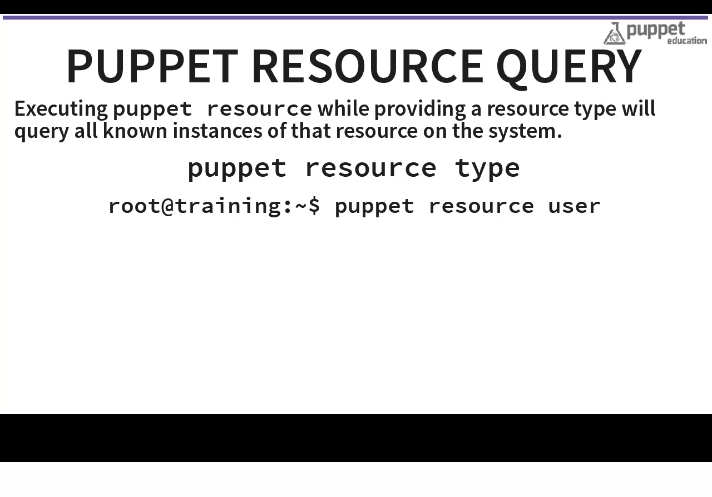 puppet
education
PUPPET RESOURCE QUERY
Executing puppet resource while providing a resource type will
query all known instances of that resource on the system.
puppet resource type
root@training:~$ puppet resource user